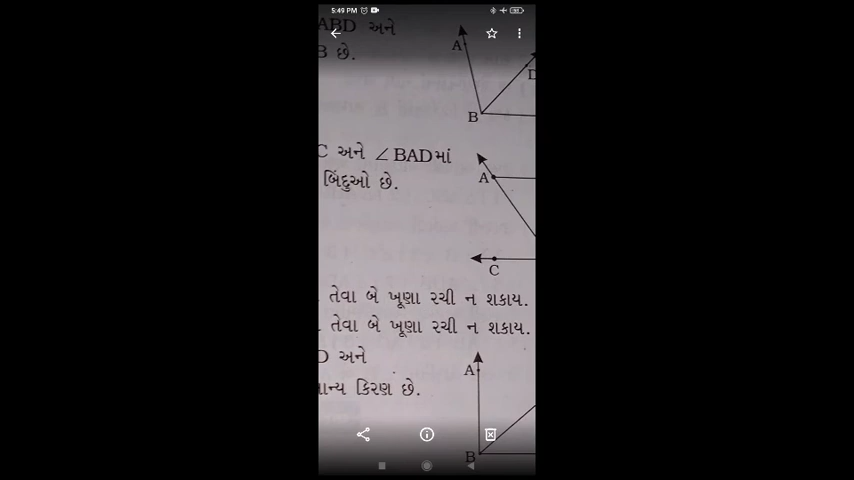 5:49 PM
ABD અને
B છે.
A
D
B
C અને ∠BADમાં
બિંદુઓ છે.
A
C
તેવા બે ખૂણા રચી ન શકાય.
તેવા બે ખૂણા રચી ન શકાય.
D અને
ાન્ય કિરણ છે.
A
B